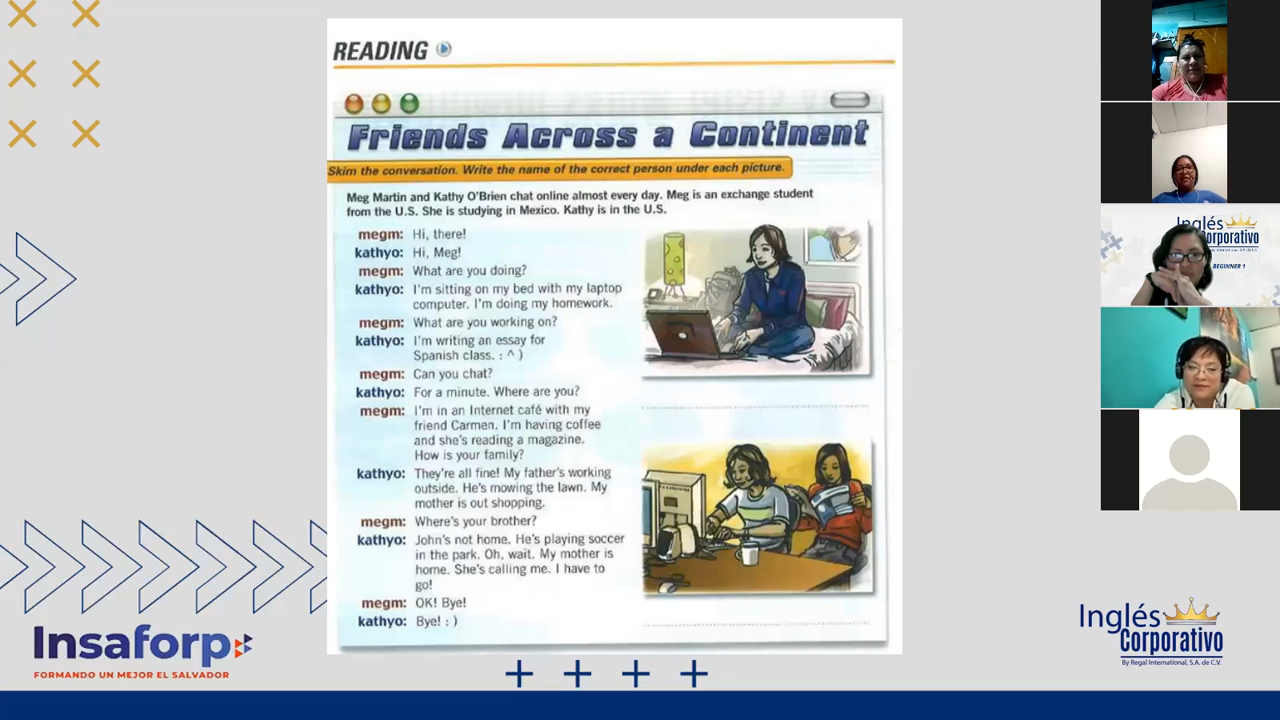 READING
Friends Across a Continent
Skim the conversation. Write the name of the correct person under each picture.
Meg Martin and Kathy O'Brien chat online almost every day. Meg is an exchange student
from the U.S. She is studying in Mexico. Kathy is in the U.S.
megm: Hi, there!
kathyo: Hi, Meg!
megm: What are you doing?
kathyo: I'm sitting on my bed with my laptop
computer. I'm doing my homework.
megm: What are you working on?
kathyo: I'm writing an essay for
Spanish class. : ^ )
megm: Can you chat?
kathyo: For a minute. Where are you?
megm: I'm in an Internet café with my
friend Carmen. I'm having coffee
and she's reading a magazine.
How is your family?
kathyo: They're all fine! My father's working
outside. He's mowing the lawn. My
mother is out shopping.
megm: Where's your brother?
kathyo: John's not home. He's playing soccer
in the park. Oh, wait. My mother is
home. She's calling me. I have to
go!
megm: OK! Bye!
kathyo: Bye! : )
Insaforp
FORMANDO UN MEJOR EL SALVADOR
Inglés
Corporativo
BEGINNER 1
Inglés
Corporativo
By Regal International, S.A. de C.V.